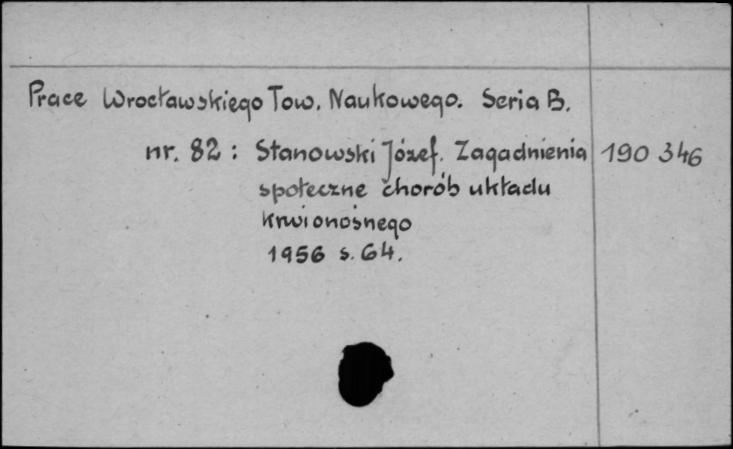 Prace Wrocławskiego Tow. Naukowego. Seria B.
nr. 82 : Stanowski Józef. Zagadnienia 190 346
społeczne chorób układu
krwionośnego
1956 s. 64.